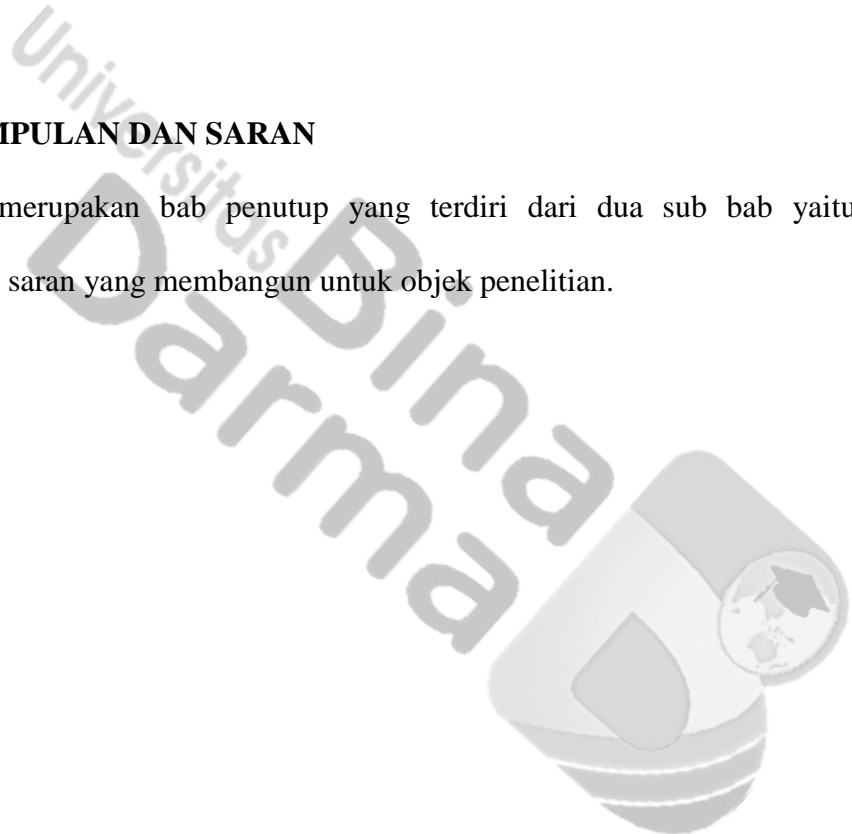 Universitas
Bina
Darma
MPULAN DAN SARAN
merupakan bab penutup yang terdiri dari dua sub bab yaitu
saran yang membangun untuk objek penelitian.